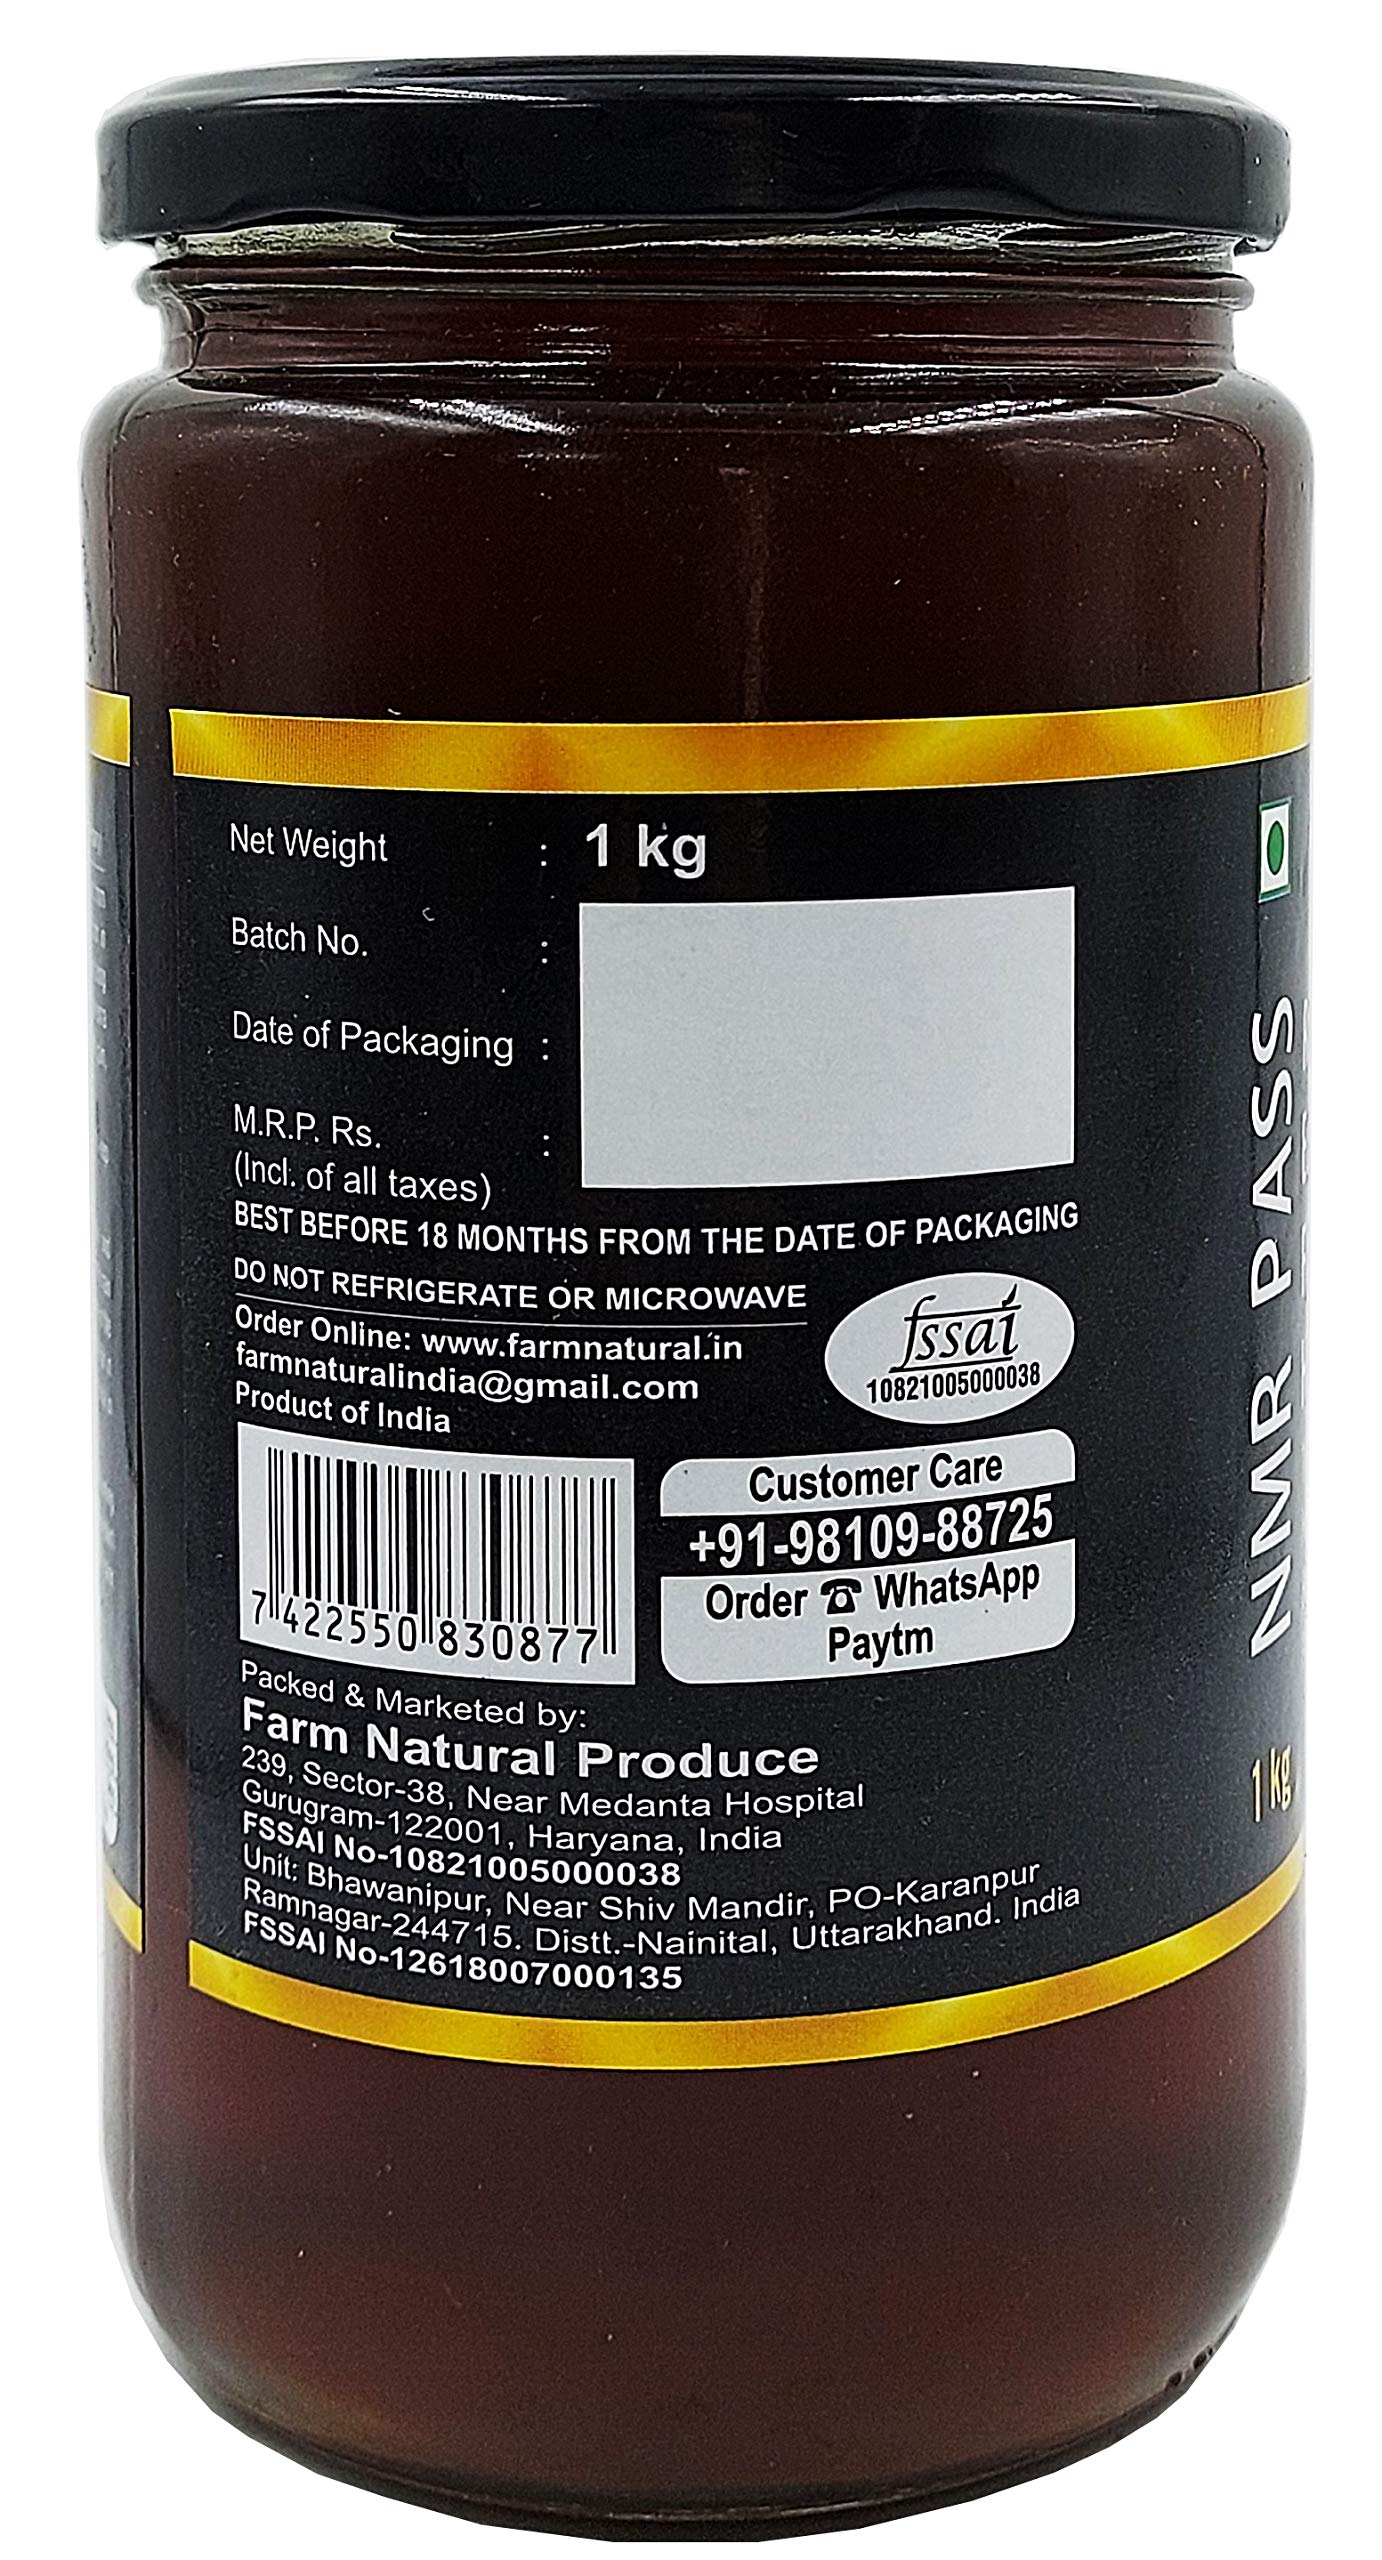 Net Weight : 1 kg
Batch No. :
Date of Packaging :
M.R.P. Rs. :
(Incl. of all taxes)
BEST BEFORE 18 MONTHS FROM THE DATE OF PACKAGING
DO NOT REFRIGERATE OR MICROWAVE
Order Online: www.farmnatural.in
farmnaturalindia@gmail.com
Product of India
fssai
10821005000038
7 422550 830877
Customer Care
+91-98109-88725
Order ☎ WhatsApp
Paytm
Packed & Marketed by:
Farm Natural Produce
239, Sector-38, Near Medanta Hospital
Gurugram-122001, Haryana, India
FSSAI No-10821005000038
Unit: Bhawanipur, Near Shiv Mandir, PO-Karanpur
Ramnagar-244715. Distt.-Nainital, Uttarakhand. India
FSSAI No-12618007000135
NMR PASS
1 kg